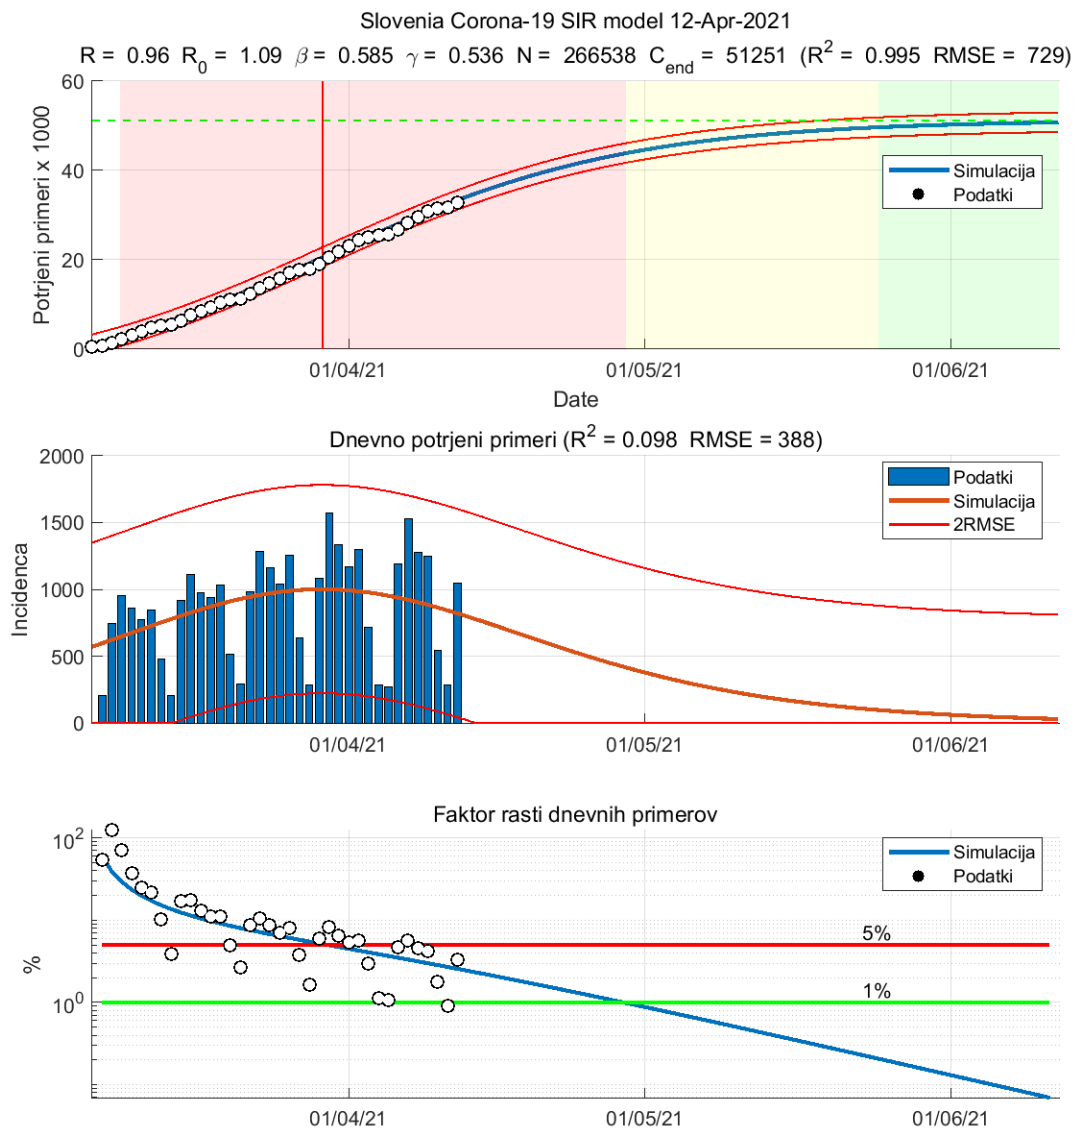 Slovenia Corona-19 SIR model 12-Apr-2021
R = 0.96 R0 = 1.09 β = 0.585 γ = 0.536 N = 266538 Cend = 51251 (R2 = 0.995 RMSE = 729)
60
40
20
0
Potrjeni primeri x 1000
Simulacija
Podatki
01/04/21
01/05/21
01/06/21
Date
Dnevno potrjeni primeri (R2 = 0.098 RMSE = 388)
2000
1500
1000
500
0
Incidenca
Podatki
Simulacija
2RMSE
01/04/21
01/05/21
01/06/21
Faktor rasti dnevnih primerov
102
100
%
Simulacija
Podatki
5%
1%
01/04/21
01/05/21
01/06/21